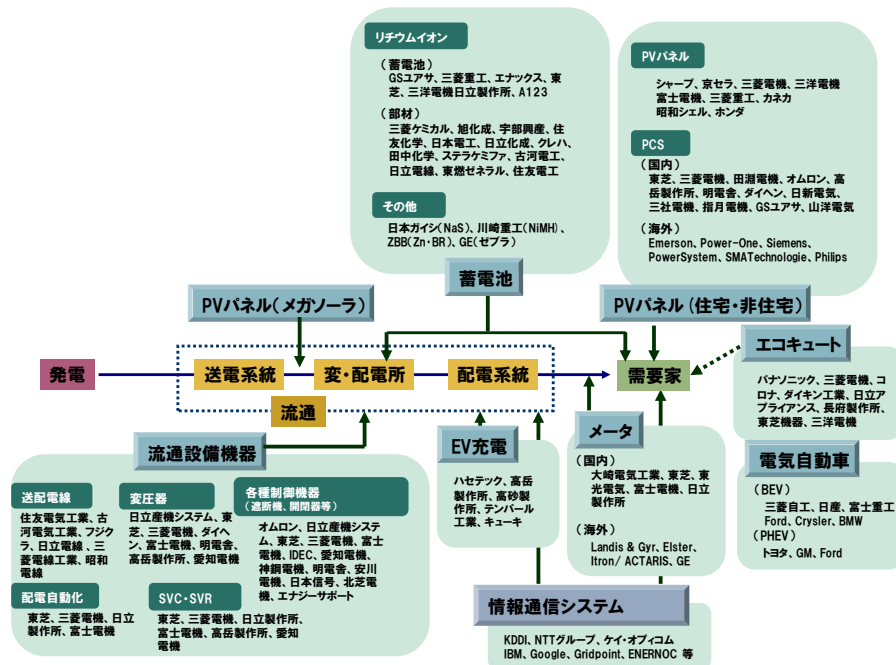 リチウムイオン
(蓄電池)
GSユアサ、三菱重工、エナックス、東
芝、三洋電機日立製作所、A123
(部材)
三菱ケミカル、旭化成、宇部興産、住
友化学、日本電工、日立化成、クレハ、
田中化学、ステラケミファ、古河電工、
日立電線、東燃ゼネラル、住友電工
その他
日本ガイシ(NaS)、川崎重工(NiMH)、
ZBB(Zn・BR)、GE(ゼブラ)
PVパネル
シャープ、京セラ、三菱電機、三洋電機
富士電機、三菱重工、カネカ
昭和シェル、ホンダ
PCS
(国内)
東芝、三菱電機、田淵電機、オムロン、高
岳製作所、明電舎、ダイヘン、日新電気、
三社電機、指月電機、GSユアサ、山洋電気
(海外)
Emerson、Power-One、Siemens、
PowerSystem、SMATechnologie、Philips
蓄電池
PVパネル(メガソーラ)
PVパネル(住宅・非住宅)
発電
送電系統
変・配電所
配電系統
需要家
流通
エコキュート
パナソニック、三菱電機、コ
ロナ、ダイキン工業、日立ア
プライアンス、長府製作所、
東芝機器、三洋電機
流通設備機器
送配電線
住友電気工業、古
河電気工業、フジク
ラ、日立電線 、三
菱電線工業、昭和
電線
変圧器
日立産機システム、東
芝、三菱電機、ダイヘ
ン、富士電機、明電舎、
高岳製作所、愛知電機
各種制御機器
(遮断機、開閉器等)
オムロン、日立産機システ
ム、東芝、三菱電機、富士
電機、IDEC、愛知電機、
神鋼電機、明電舎、安川
電機、日本信号、北芝電
機、エナジーサポート
配電自動化
東芝、三菱電機、日立
製作所、富士電機
SVC・SVR
東芝、三菱電機、日立製作所、
富士電機、高岳製作所、愛知
電機
EV充電
ハセテック、高岳
製作所、高砂製作
所、テンパール
工業、キューキ
メータ
(国内)
大崎電気工業、東芝、東
光電気、富士電機、日立
製作所
(海外)
Landis & Gyr、Elster、
Itron/ ACTARIS、GE
電気自動車
(BEV)
三菱自工、日産、富士重工
Ford、Crysler、BMW
(PHEV)
トヨタ、GM、Ford
情報通信システム
KDDI、NTTグループ、ケイ・オプィコム
IBM、Google、Gridpoint、ENERNOC 等